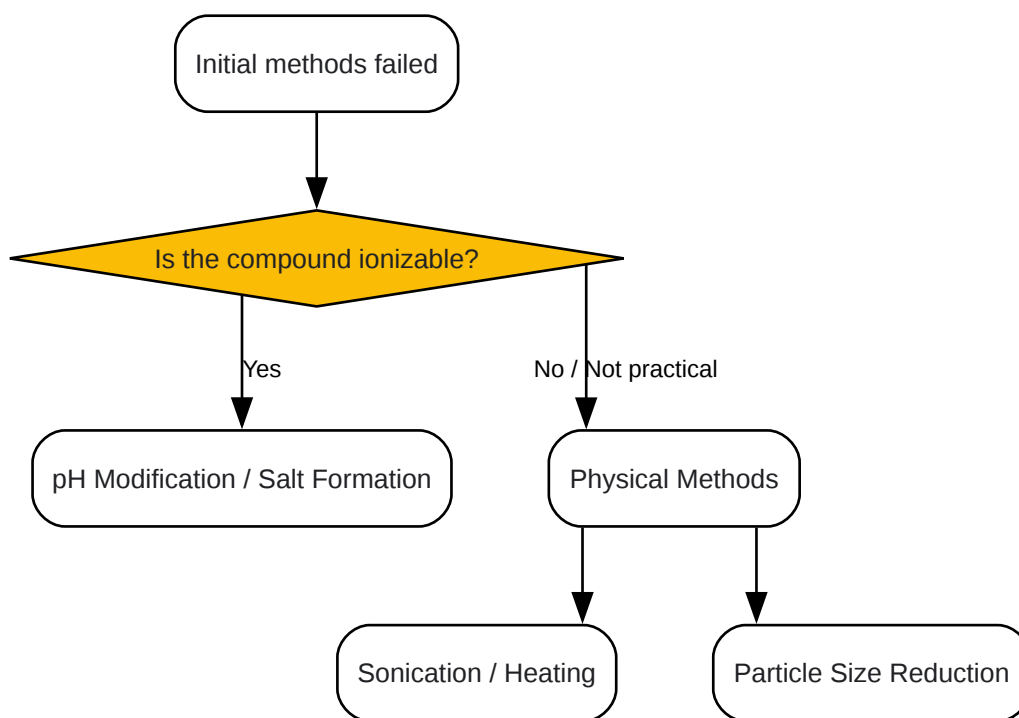 Initial methods failed
Is the compound ionizable?
Yes
No / Not practical
pH Modification / Salt Formation
Physical Methods
Sonication / Heating
Particle Size Reduction